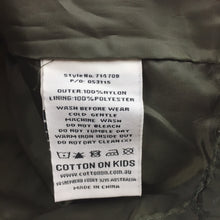 Style No. 714709
P/O: 053115
OUTER:100%NYLON
LINING:100%POLYESTER
WASH BEFORE WEAR
COLD GENTLE
MACHINE WASH
DO NOT BLEACH
DO NOT TUMBLE DRY
WARM IRON INSIDE OUT
DO NOT DRY CLEAN
COTTON ON KIDS
www.cottonon.com.au
MADE IN CHINA